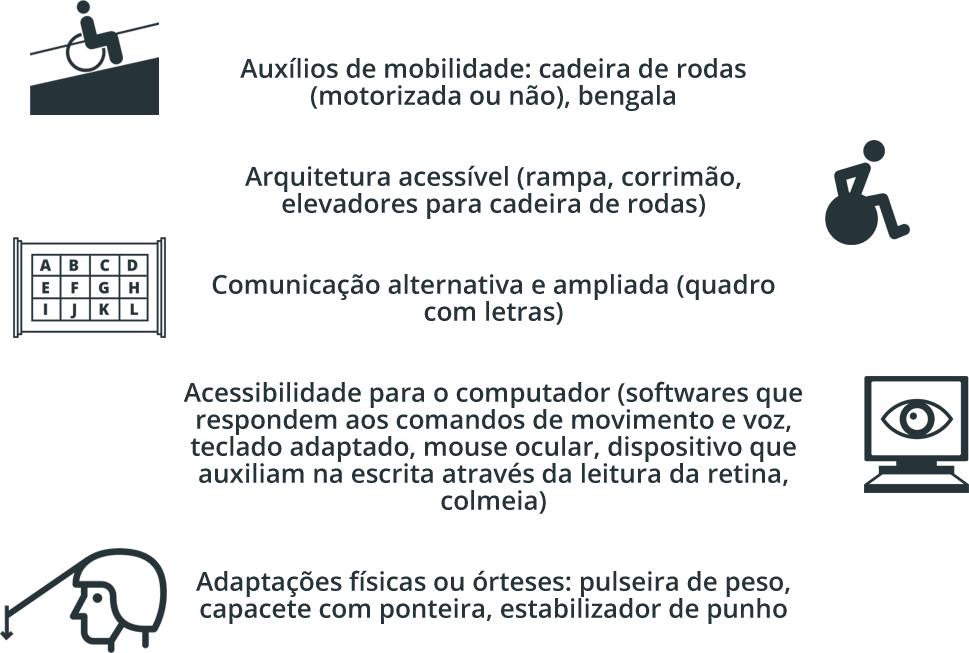 Auxílios de mobilidade: cadeira de rodas
(motorizada ou não), bengala
Arquitetura acessível (rampa, corrimão,
elevadores para cadeira de rodas)
A B C D
E F G H
I J K L
Comunicação alternativa e ampliada (quadro
com letras)
Acessibilidade para o computador (softwares que
respondem aos comandos de movimento e voz,
teclado adaptado, mouse ocular, dispositivo que
auxiliam na escrita através da leitura da retina,
colmeia)
Adaptações físicas ou órteses: pulseira de peso,
capacete com ponteira, estabilizador de punho